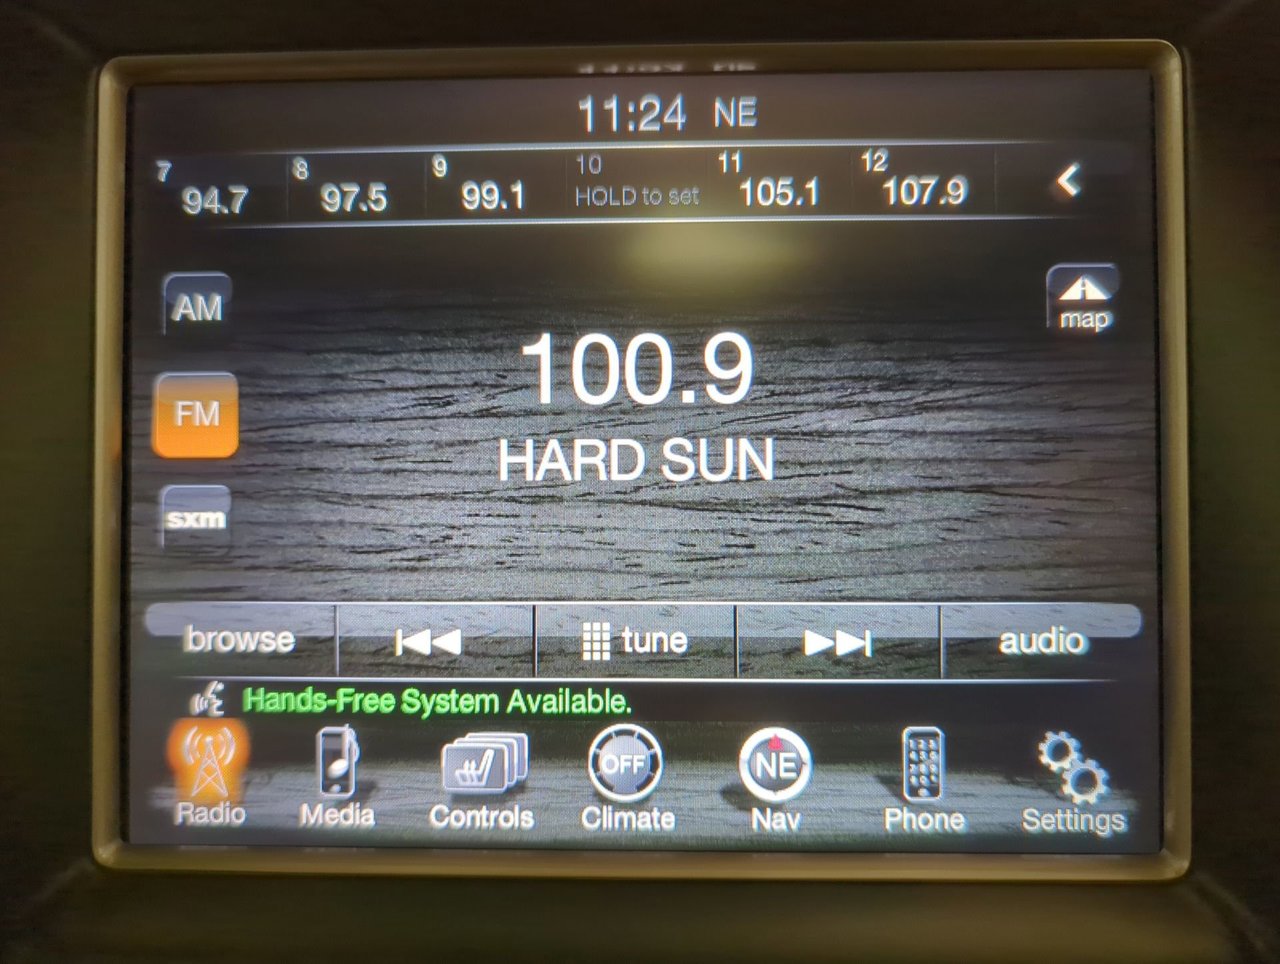 11:24 NE
7 94.7 8 97.5 9 99.1 10 HOLD to set 11 105.1 12 107.9
AM
map
100.9
FM
HARD SUN
sxm
browse tune audio
Hands-Free System Available.
OFF NE
Radio Media Controls Climate Nav Phone Settings